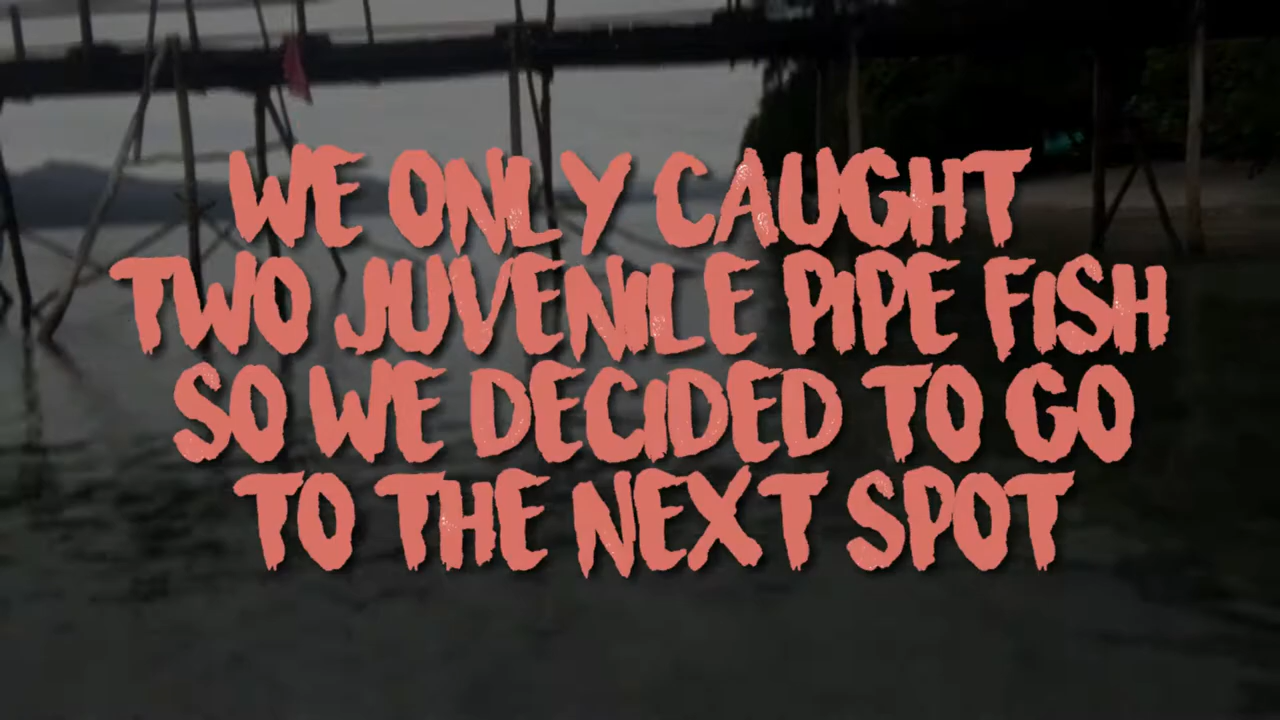 WE ONLY CAUGHT
TWO JUVENILE PIPE FISH
SO WE DECIDED TO GO
TO THE NEXT SPOT